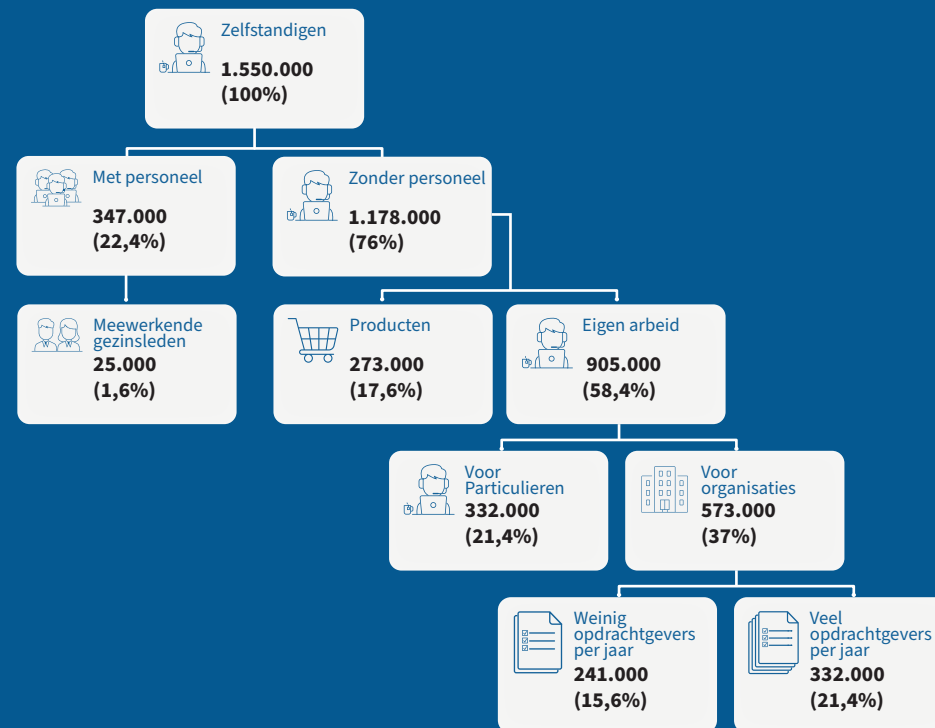 Zelfstandigen
1.550.000
(100%)
Met personeel
347.000
(22,4%)
Zonder personeel
1.178.000
(76%)
Meewerkende
gezinsleden
25.000
(1,6%)
Producten
273.000
(17,6%)
Eigen arbeid
905.000
(58,4%)
Voor
Particulieren
332.000
(21,4%)
Voor
organisaties
573.000
(37%)
Weinig
opdrachtgevers
per jaar
241.000
(15,6%)
Veel
opdrachtgevers
per jaar
332.000
(21,4%)